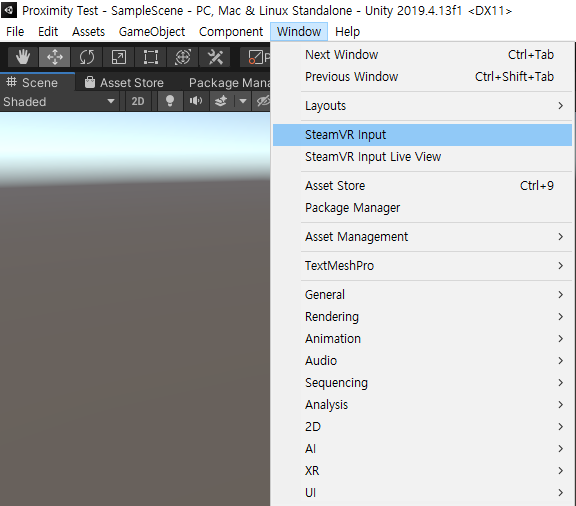 Proximity Test - SampleScene - PC, Mac & Linux Standalone - Unity 2019.4.13f1 <DX11>
File Edit Assets GameObject Component Window Help
Scene Asset Store Package Mana
Shaded 2D
Next Window Ctrl+Tab
Previous Window Ctrl+Shift+Tab
Layouts
SteamVR Input
SteamVR Input Live View
Asset Store Ctrl+9
Package Manager
Asset Management
TextMeshPro
General
Rendering
Animation
Audio
Sequencing
Analysis
2D
AI
XR
UI